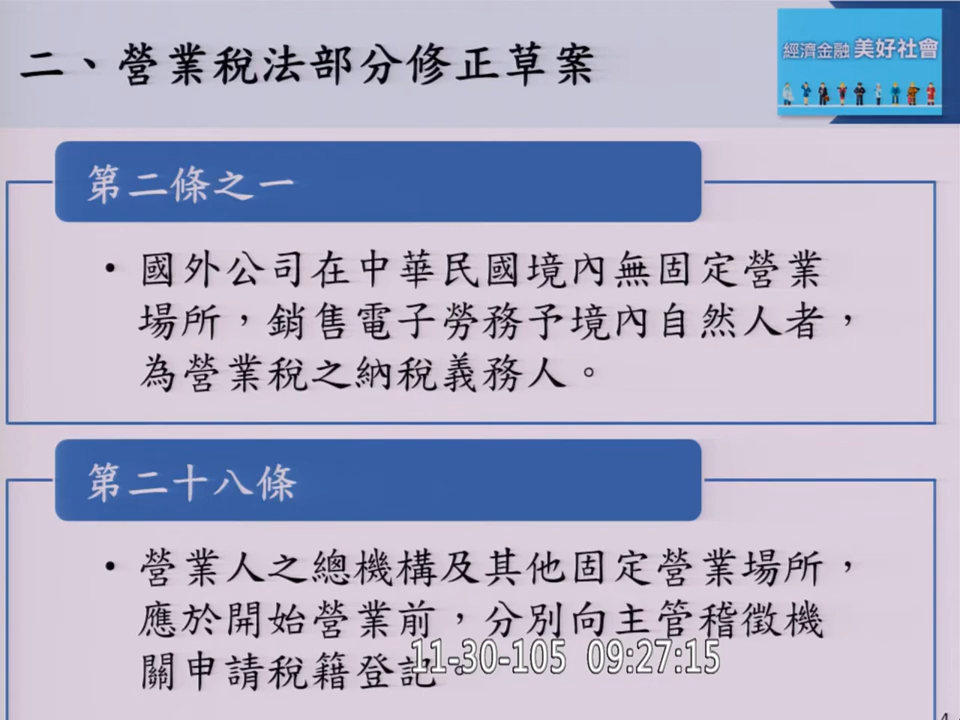 二、營業稅法部分修正草案
經濟金融 美好社會
第二條之一
• 國外公司在中華民國境內無固定營業
場所，銷售電子勞務予境內自然人者，
為營業稅之納稅義務人。
第二十八條
• 營業人之總機構及其他固定營業場所，
應於開始營業前，分別向主管稽徵機
關申請稅籍登記。
11-30-105 09:27:15